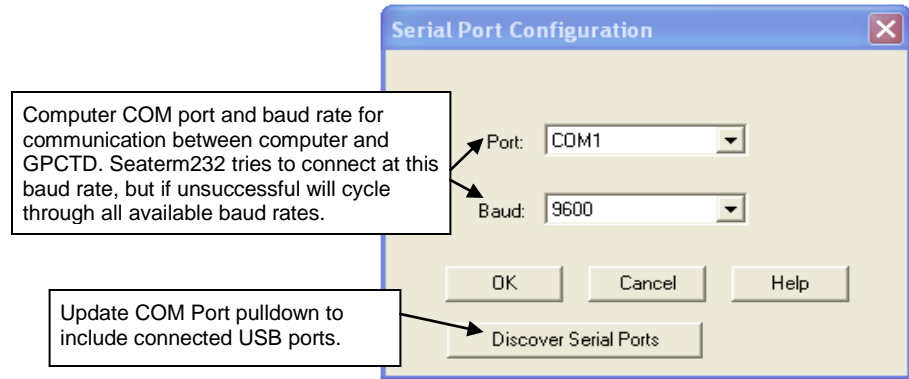 Serial Port Configuration
Computer COM port and baud rate for
communication between computer and
GPCTD. Seaterm232 tries to connect at this
baud rate, but if unsuccessful will cycle
through all available baud rates.
Port: COM1
Baud: 9600
OK Cancel Help
Update COM Port pulldown to
include connected USB ports.
Discover Serial Ports